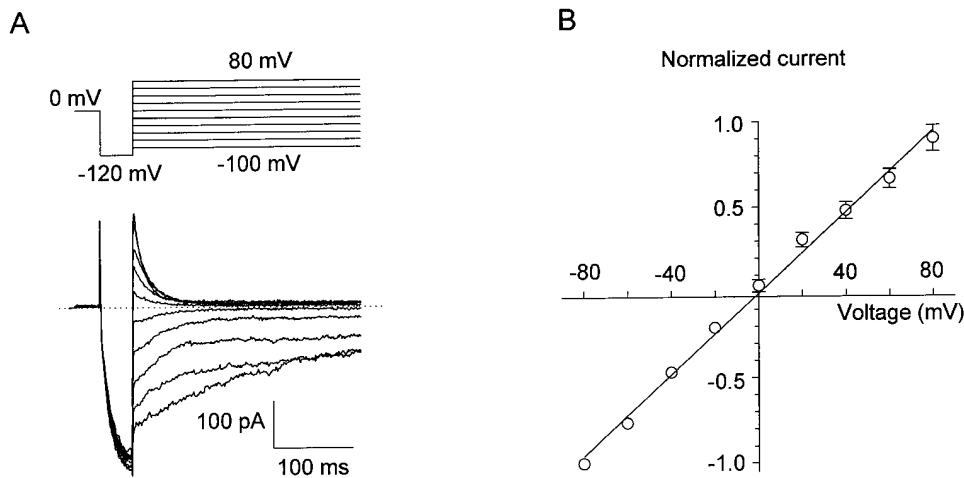 A
80 mV
0 mV
-120 mV
-100 mV
100 pA
100 ms
B
Normalized current
1.0
0.5
-80
-40
40
80
Voltage (mV)
-0.5
-1.0